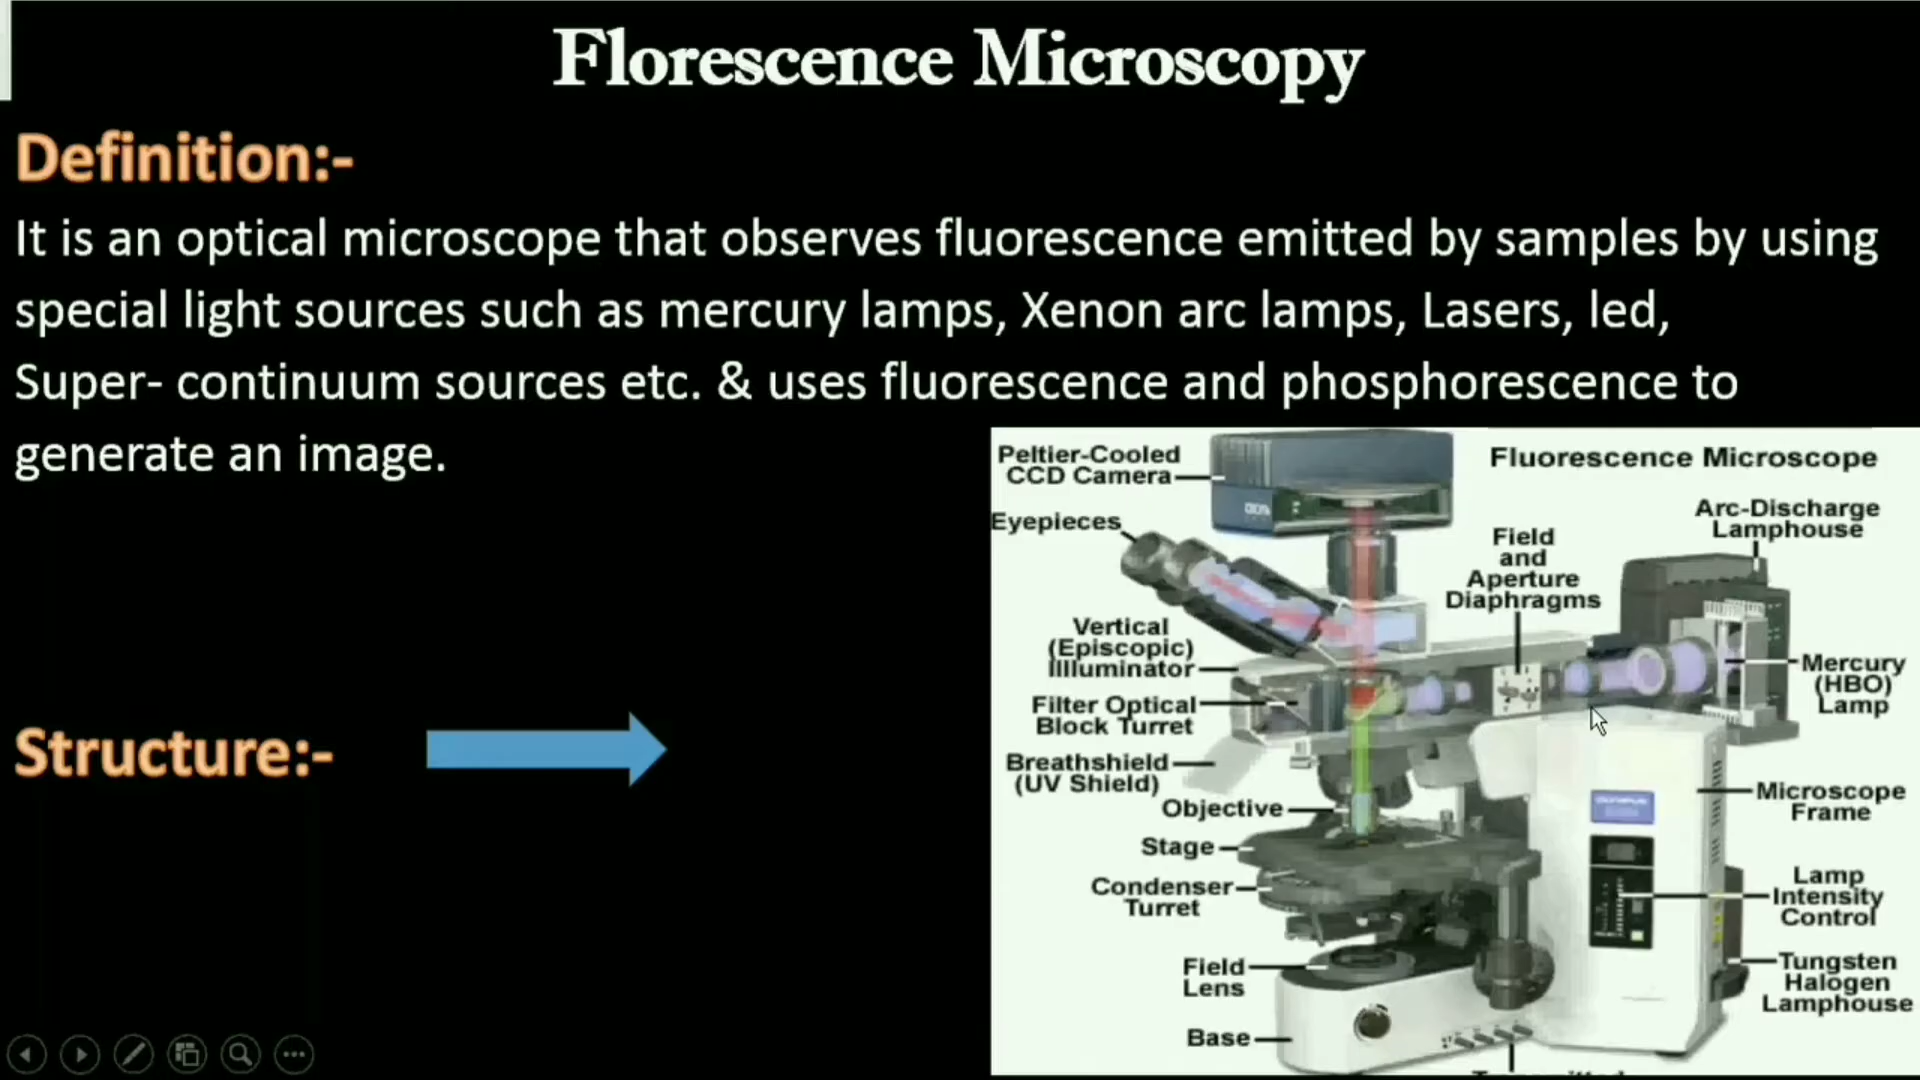 Florescence Microscopy
Definition:-
It is an optical microscope that observes fluorescence emitted by samples by using
special light sources such as mercury lamps, Xenon arc lamps, Lasers, led,
Super- continuum sources etc. & uses fluorescence and phosphorescence to
generate an image.
Structure:-
Fluorescence Microscope
Peltier-Cooled
CCD Camera
Eyepieces
Vertical
(Episcopic)
Illluminator
Filter Optical
Block Turret
Breathshield
(UV Shield)
Objective
Stage
Condenser
Turret
Field
Lens
Base
Field
and
Aperture
Diaphragms
Arc-Discharge
Lamphouse
Mercury
(HBO)
Lamp
Microscope
Frame
Lamp
Intensity
Control
Tungsten
Halogen
Lamphouse